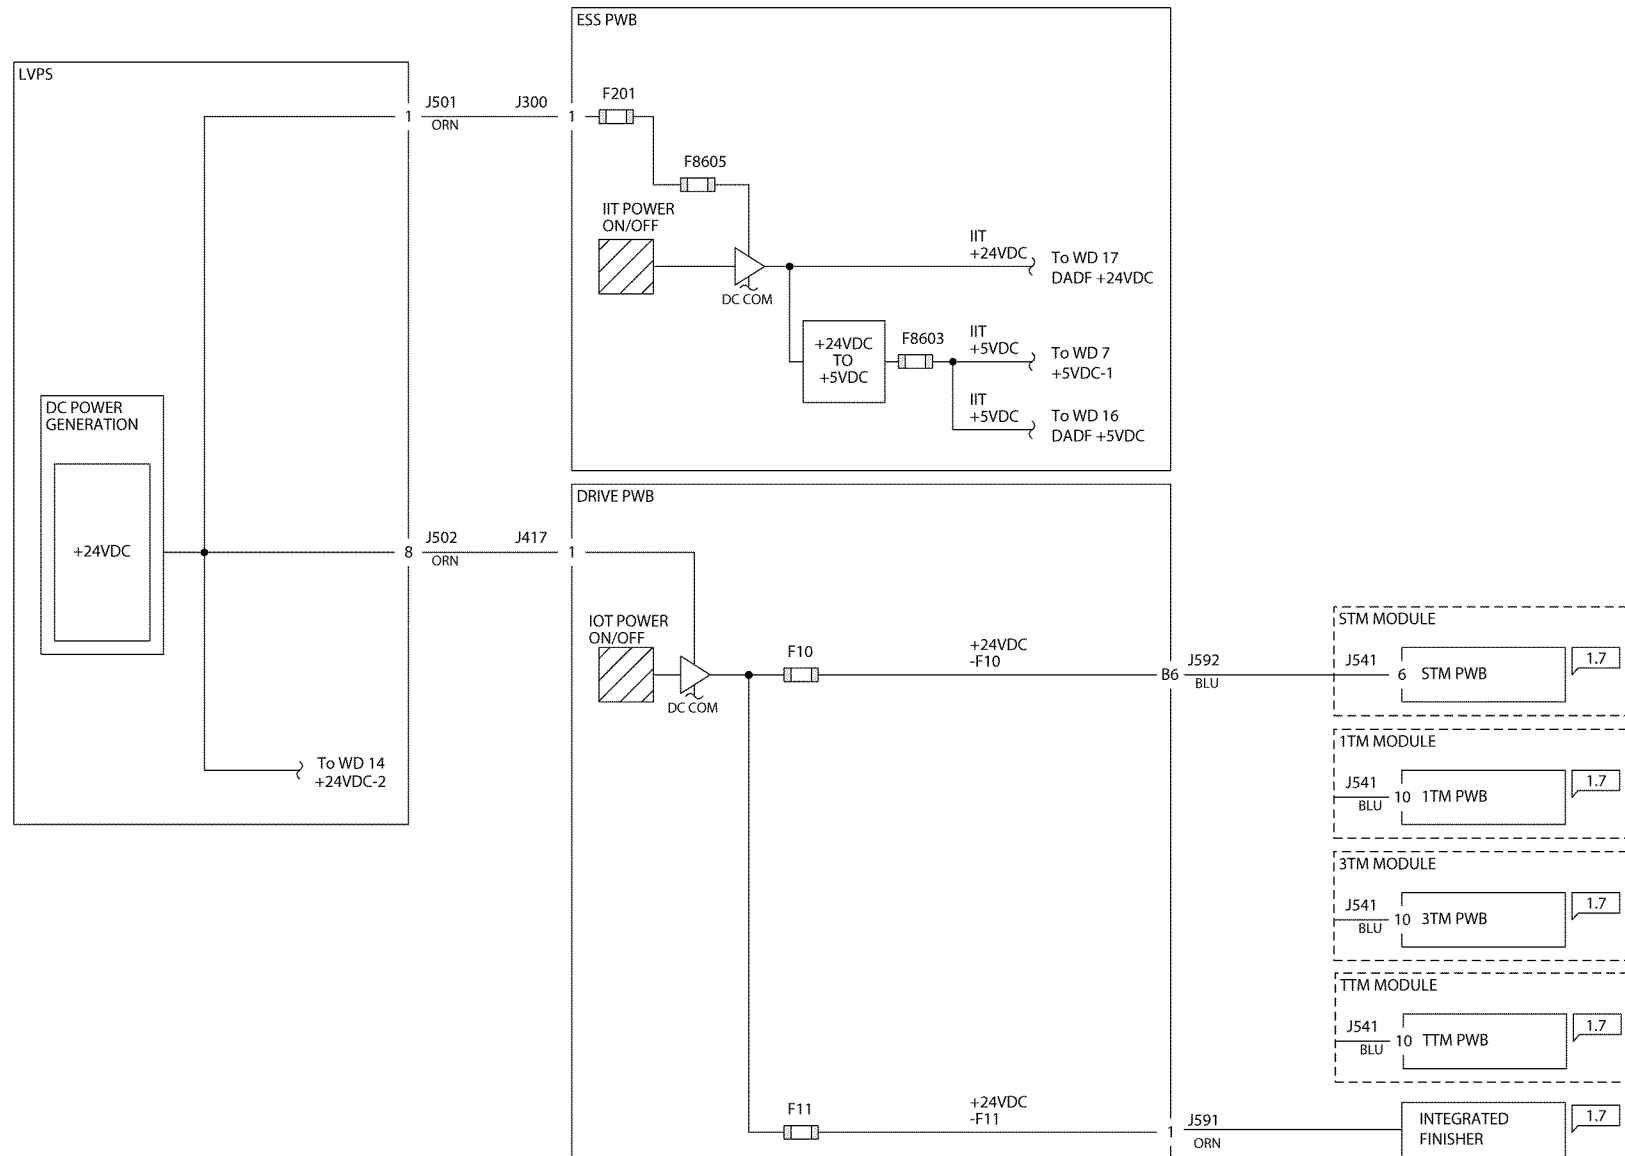 ESS PWB
LVPS
F201
J501
J300
1
1
ORN
F8605
IIT POWER
ON/OFF
IIT
+24VDC
To WD 17
DADF +24VDC
DC COM
F8603
IIT
+5VDC
To WD 7
+5VDC-1
+24VDC
TO
+5VDC
IIT
+5VDC
To WD 16
DADF +5VDC
DC POWER
GENERATION
+24VDC
DRIVE PWB
J502
J417
8
1
ORN
IOT POWER
ON/OFF
F10
+24VDC
-F10
DC COM
B6
J592
BLU
STM MODULE
J541
6 STM PWB
1.7
1TM MODULE
J541
BLU
10 1TM PWB
1.7
To WD 14
+24VDC-2
3TM MODULE
J541
BLU
10 3TM PWB
1.7
TTM MODULE
J541
BLU
10 TTM PWB
1.7
F11
+24VDC
-F11
1
J591
ORN
INTEGRATED
FINISHER
1.7